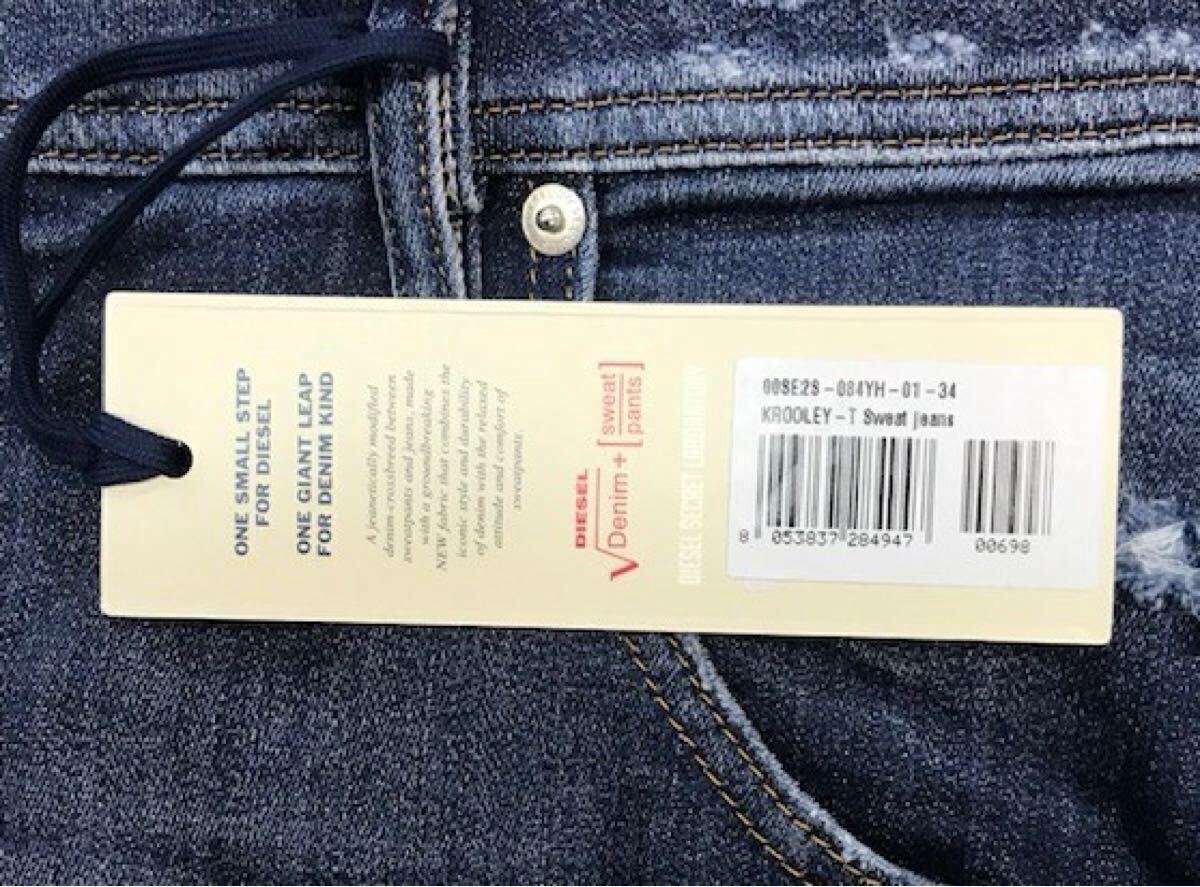 ONE SMALL STEP
FOR DIESEL
ONE GIANT LEAP
FOR DENIM KIND
A jeanetically modified
denim-crossbreed between
sweatpants and jeans, made
with a groundbreaking
NEW fabric that combines the
iconic style and durability
of denim with the relaxed
attitude and comfort of
sweatpants.
DIESEL
√Denim+[sweat
pants]
DIESEL SECRET LABORATORY
00SE2S-084YH-01-34
KROOLEY-T Sweat jeans
8 053837 284947
00698